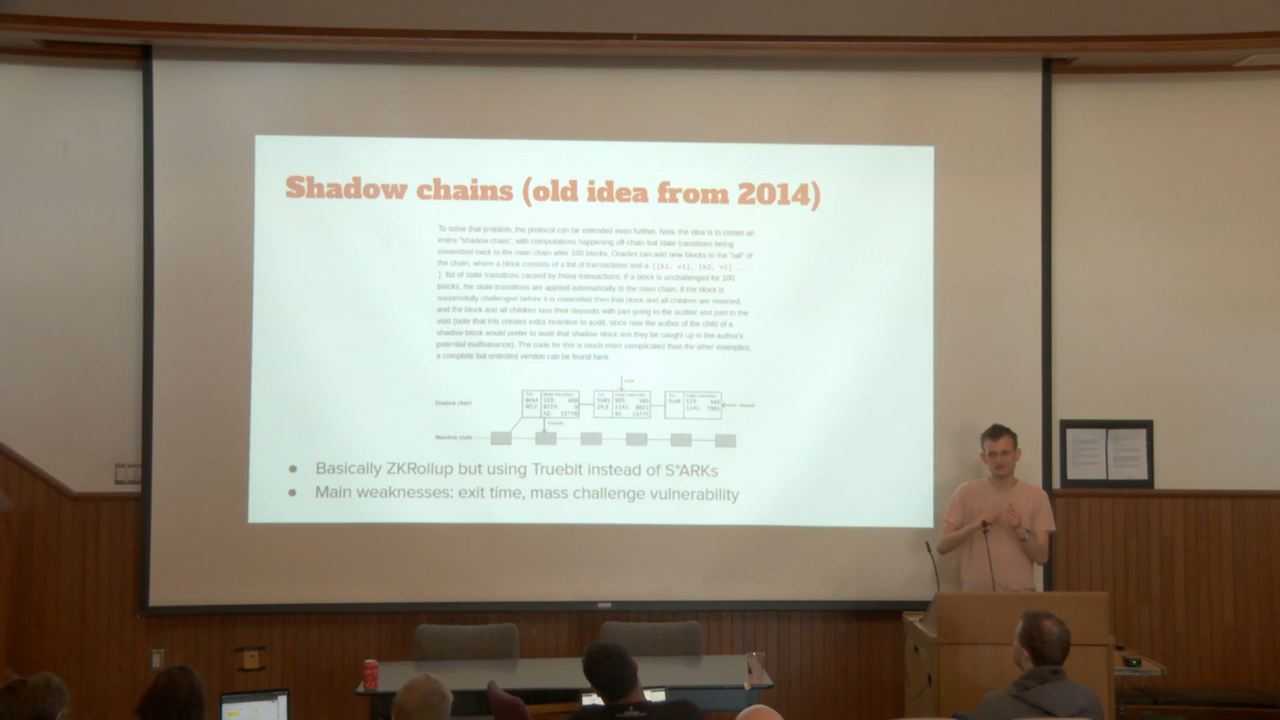 Shadow chains (old idea from 2014)
To solve that problem, the protocol can be extended even further. Now, the idea is to create an
entire "shadow chain", with computations happening off-chain but state transitions being
committed back to the main chain after 100 blocks. Oracles can add new blocks to the "tail" of
the chain, where a block consists of a list of transactions and a [[k1, v1], [k2, v2] ...
] list of state transitions caused by those transactions. If a block is unchallenged for 100
blocks, the state transitions are applied automatically to the main chain. If the block is
successfully challenged before it is committed then that block and all children are reverted,
and the block and all children lose their deposits with part going to the auditor and part to the
void (note that this creates extra incentive to audit, since now the author of the child of a
shadow block would prefer to audit that shadow block lest they be caught up in the author's
potential malfeasance). The code for this is much more complicated than the other examples;
a complete but untested version can be found here.
Shadow chain
Mainline state
● Basically ZKRollup but using Truebit instead of S*ARKs
● Main weaknesses: exit time, mass challenge vulnerability